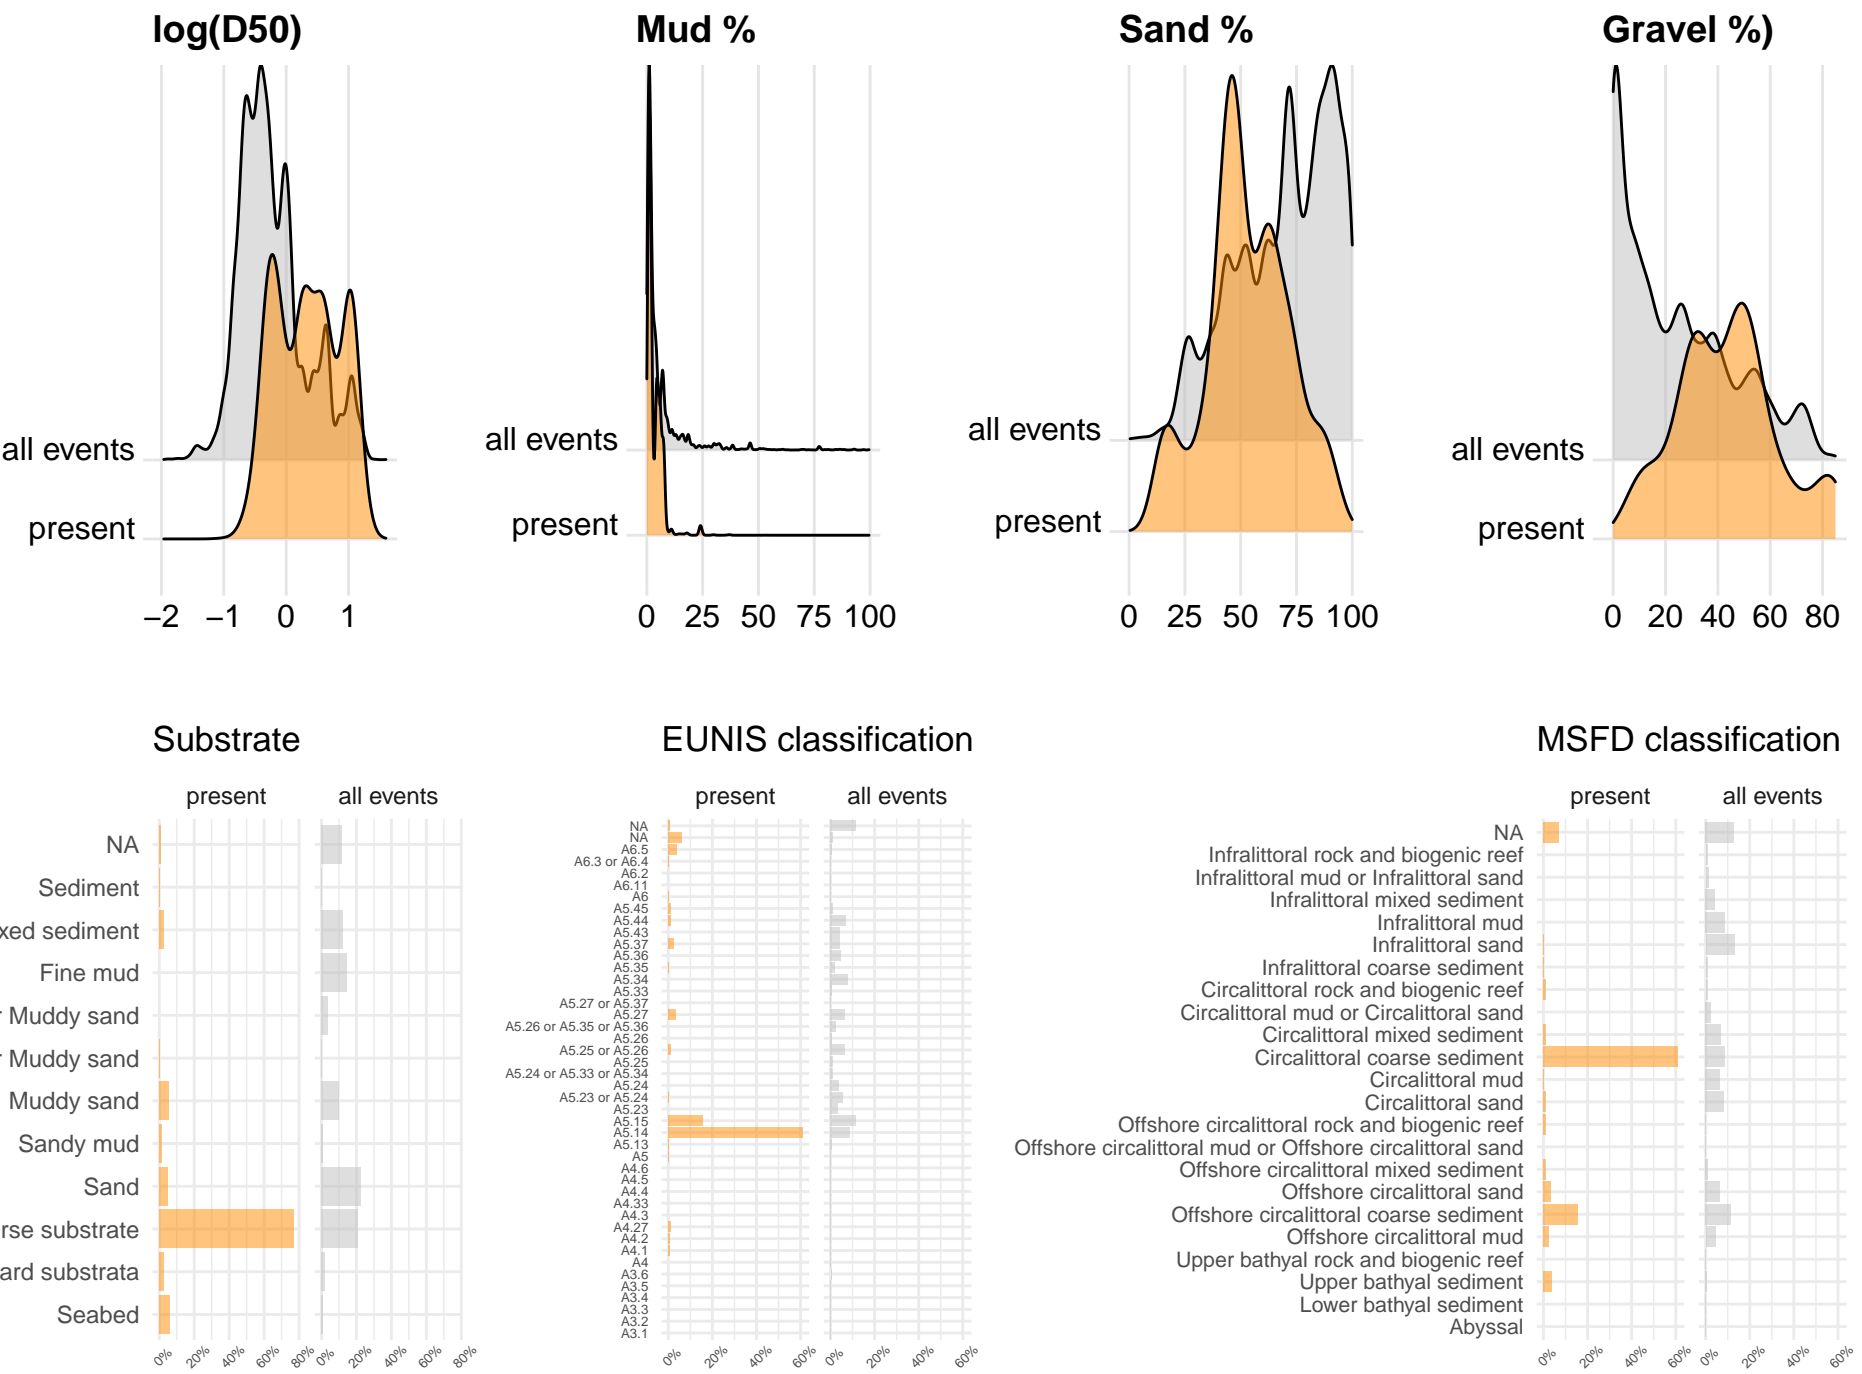 log(D50)
Mud %
Sand %
Gravel %)
all events
present
−2 −1 0 1
all events
present
0 25 50 75 100
all events
present
0 25 50 75 100
all events
present
0 20 40 60 80
Substrate
present all events
NA
Sediment
xed sediment
Fine mud
r Muddy sand
r Muddy sand
Muddy sand
Sandy mud
Sand
rse substrate
ard substrata
Seabed
0% 20% 40% 60% 80% 0% 20% 40% 60% 80%
EUNIS classification
present all events
NA
NA
A6.5
A6.3 or A6.4
A6.2
A6.11
A6
A5.45
A5.44
A5.43
A5.37
A5.36
A5.35
A5.34
A5.33
A5.27 or A5.37
A5.27
A5.26 or A5.35 or A5.36
A5.26
A5.25 or A5.26
A5.25
A5.24 or A5.33 or A5.34
A5.24
A5.23 or A5.24
A5.23
A5.15
A5.14
A5.13
A5
A4.6
A4.5
A4.4
A4.33
A4.3
A4.27
A4.2
A4.1
A4
A3.6
A3.5
A3.4
A3.3
A3.2
A3.1
0% 20% 40% 60% 0% 20% 40% 60%
MSFD classification
present all events
NA
Infralittoral rock and biogenic reef
Infralittoral mud or Infralittoral sand
Infralittoral mixed sediment
Infralittoral mud
Infralittoral sand
Infralittoral coarse sediment
Circalittoral rock and biogenic reef
Circalittoral mud or Circalittoral sand
Circalittoral mixed sediment
Circalittoral coarse sediment
Circalittoral mud
Circalittoral sand
Offshore circalittoral rock and biogenic reef
Offshore circalittoral mud or Offshore circalittoral sand
Offshore circalittoral mixed sediment
Offshore circalittoral sand
Offshore circalittoral coarse sediment
Offshore circalittoral mud
Upper bathyal rock and biogenic reef
Upper bathyal sediment
Lower bathyal sediment
Abyssal
0% 20% 40% 60% 0% 20% 40% 60%